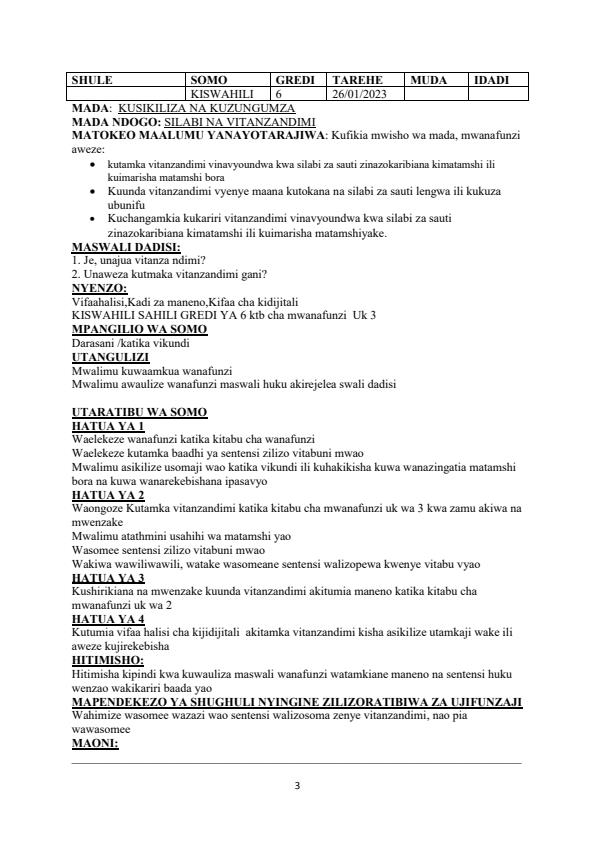 SHULE SOMO GREDI TAREHE MUDA IDADI
KISWAHILI 6 26/01/2023
MADA: KUSIKILIZA NA KUZUNGUMZA
MADA NDOGO: SILABI NA VITANZANDIMI
MATOKEO MAALUMU YANAYOTARAJIWA: Kufikia mwisho wa mada, mwanafunzi
aweze:
• kutamka vitanzandimi vinavyoundwa kwa silabi za sauti zinazokaribiana kimatamshi ili
kuimarisha matamshi bora
• Kuunda vitanzandimi vyenye maana kutokana na silabi za sauti lengwa ili kukuza
ubunifu
• Kuchangamkia kukariri vitanzandimi vinavyoundwa kwa silabi za sauti
zinazokaribiana kimatamshi ili kuimarisha matamshiyake.
MASWALI DADISI:
1. Je, unajua vitanza ndimi?
2. Unaweza kutmaka vitanzandimi gani?
NYENZO:
Vifaahalisi,Kadi za maneno,Kifaa cha kidijitali
KISWAHILI SAHILI GREDI YA 6 ktb cha mwanafunzi Uk 3
MPANGILIO WA SOMO
Darasani /katika vikundi
UTANGULIZI
Mwalimu kuwaamkua wanafunzi
Mwalimu awaulize wanafunzi maswali huku akirejelea swali dadisi
UTARATIBU WA SOMO
HATUA YA 1
Waelekeze wanafunzi katika kitabu cha wanafunzi
Waelekeze kutamka baadhi ya sentensi zilizo vitabuni mwao
Mwalimu asikilize usomaji wao katika vikundi ili kuhakikisha kuwa wanazingatia matamshi
bora na kuwa wanarekebishana ipasavyo
HATUA YA 2
Waongoze Kutamka vitanzandimi katika kitabu cha mwanafunzi uk wa 3 kwa zamu akiwa na
mwenzake
Mwalimu atathmini usahihi wa matamshi yao
Wasomee sentensi zilizo vitabuni mwao
Wakiwa wawiliwawili, watake wasomeane sentensi walizopewa kwenye vitabu vyao
HATUA YA 3
Kushirikiana na mwenzake kuunda vitanzandimi akitumia maneno katika kitabu cha
mwanafunzi uk wa 2
HATUA YA 4
Kutumia vifaa halisi cha kijidijitali akitamka vitanzandimi kisha asikilize utamkaji wake ili
aweze kujirekebisha
HITIMISHO:
Hitimisha kipindi kwa kuwauliza maswali wanafunzi watamkiane maneno na sentensi huku
wenzao wakikariri baada yao
MAPENDEKEZO YA SHUGHULI NYINGINE ZILIZORATIBIWA ZA UJIFUNZAJI
Wahimize wasomee wazazi wao sentensi walizosoma zenye vitanzandimi, nao pia
wawasomee
MAONI:
3